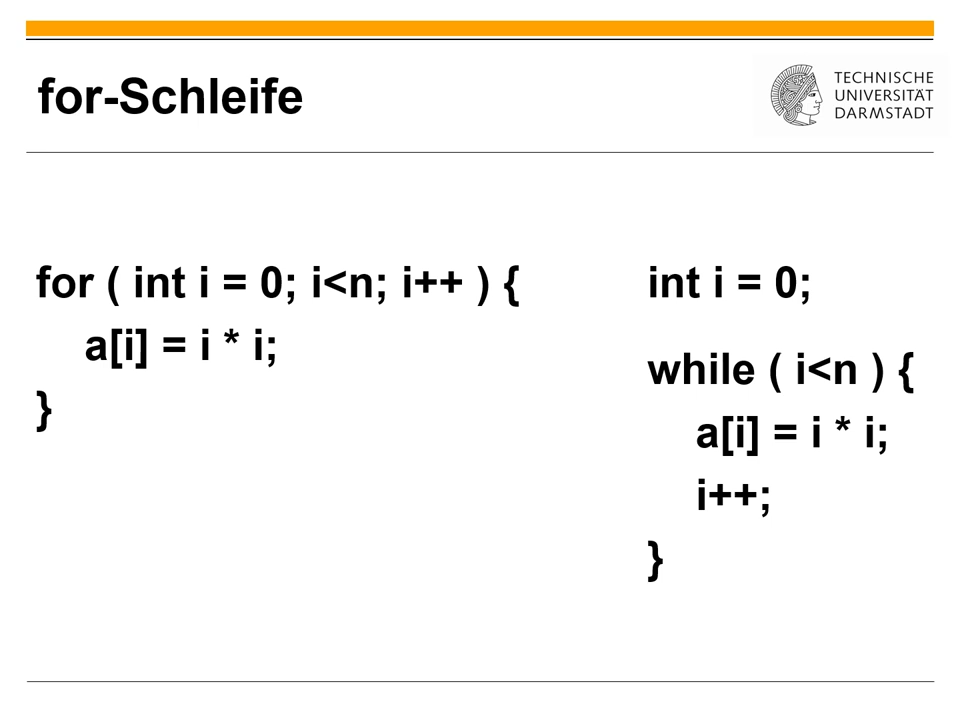 for-Schleife
TECHNISCHE
UNIVERSITÄT
DARMSTADT
for ( int i = 0; i<n; i++ ) {
a[i] = i * i;
}
int i = 0;
while ( i<n ) {
a[i] = i * i;
i++;
}